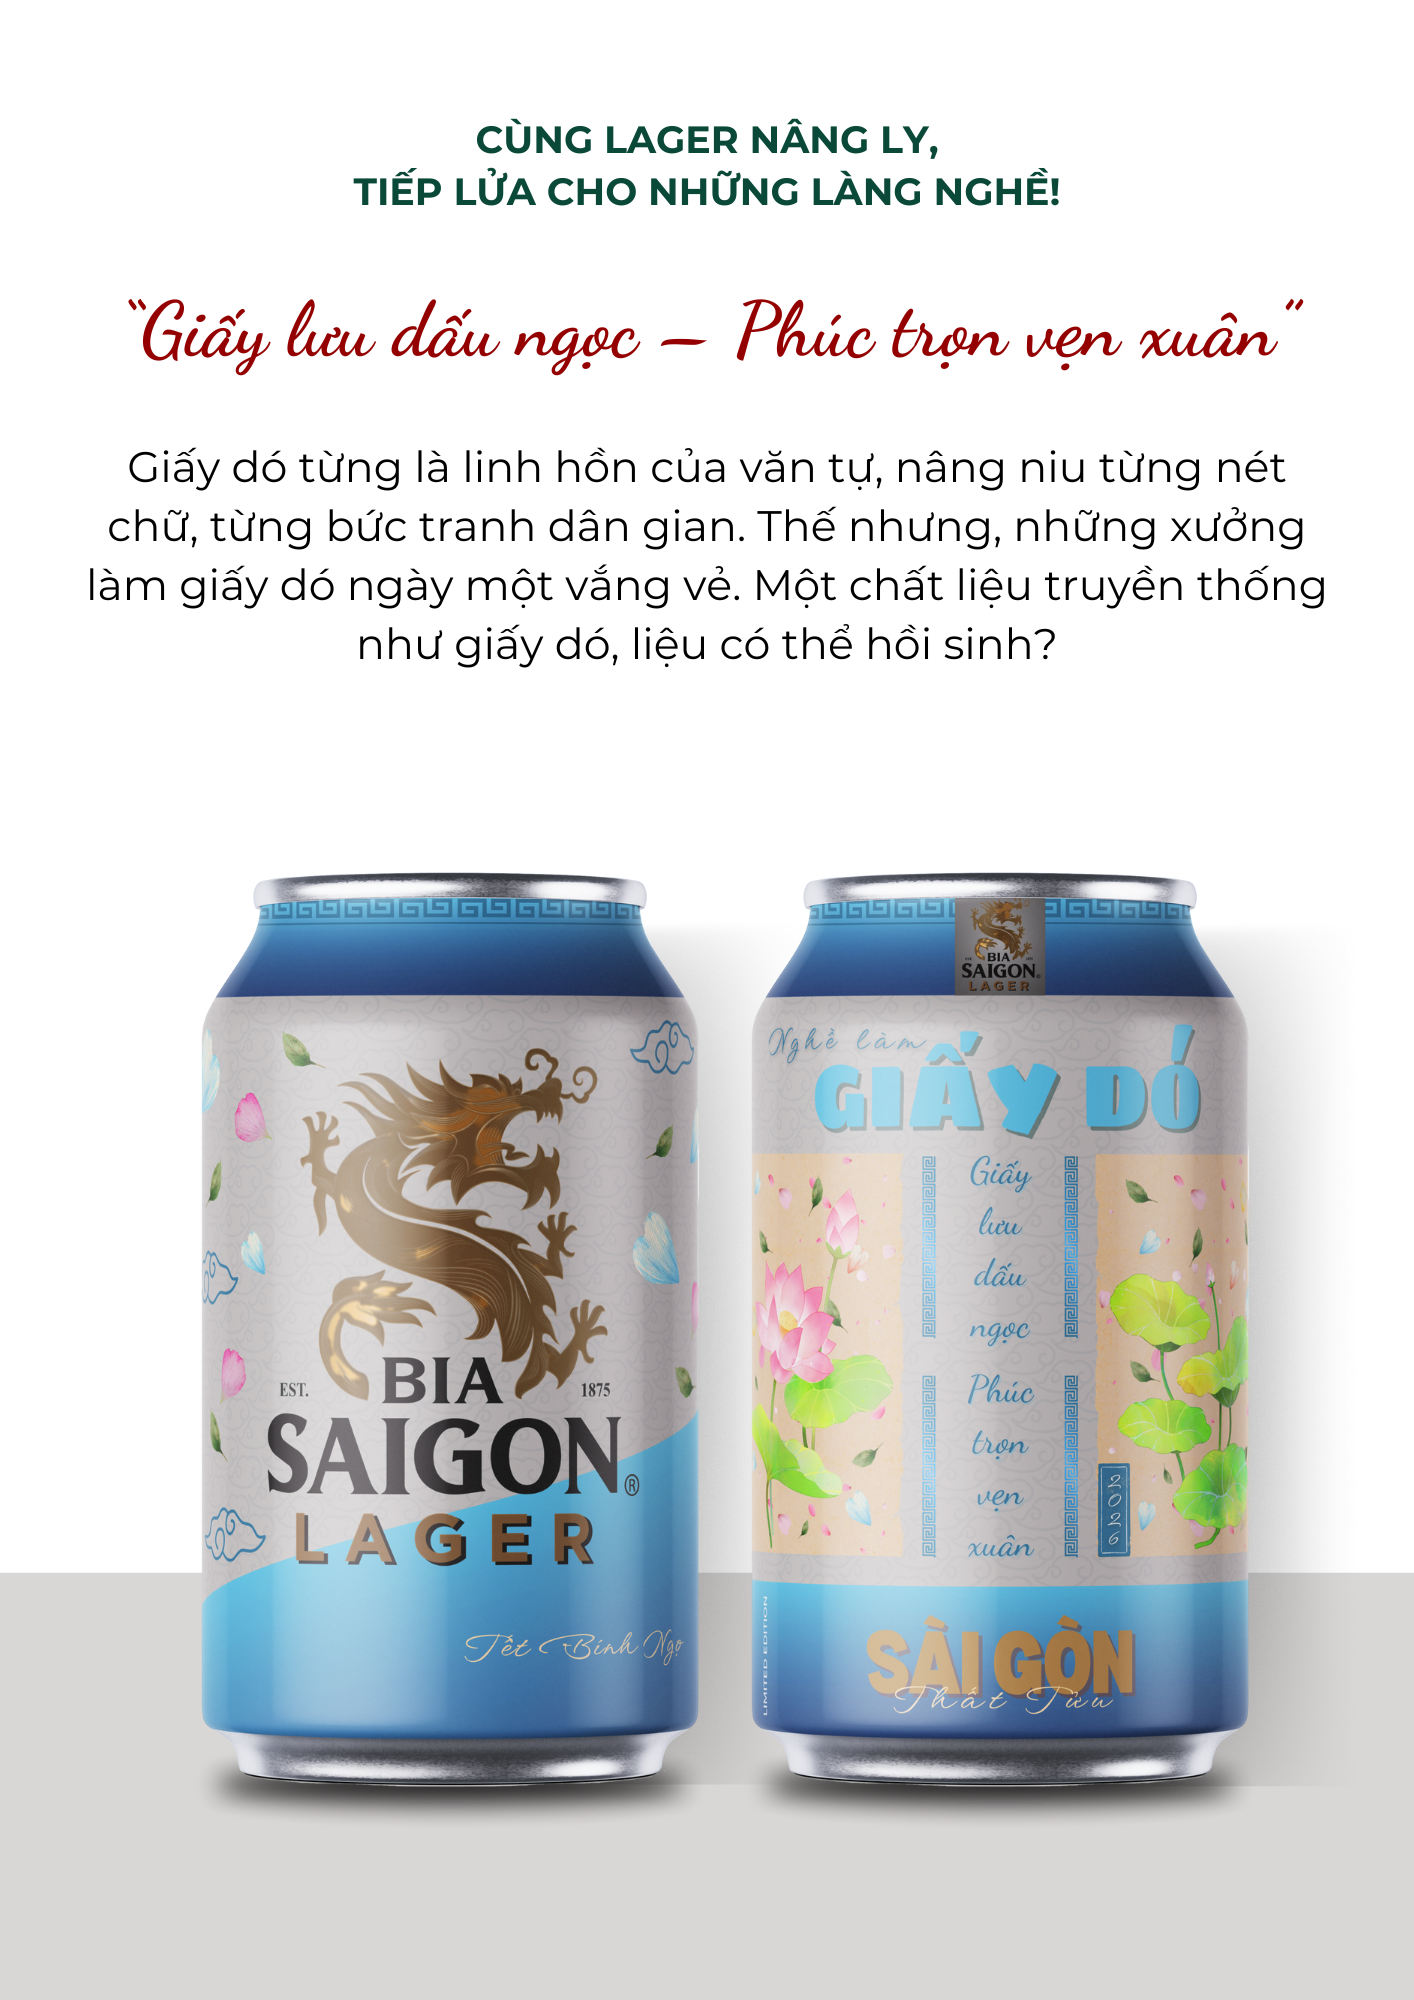 CÙNG LAGER NÂNG LY,
TIẾP LỬA CHO NHỮNG LÀNG NGHỀ!
“Giấy lưu dấu ngọc – Phúc trọn vẹn xuân”
Giấy dó từng là linh hồn của văn tự, nâng niu từng nét
chữ, từng bức tranh dân gian. Thế nhưng, những xưởng
làm giấy dó ngày một vắng vẻ. Một chất liệu truyền thống
như giấy dó, liệu có thể hồi sinh?
EST. BIA 1875
SAIGON®
LAGER
Tết Bính Ngọ
BIA
SAIGON®
LAGER
Nghề làm
GIẤY DÓ
Giấy
lưu
dấu
ngọc
Phúc
trọn
vẹn
xuân
2026
LIMITED EDITION
SÀI GÒN
Thất Tửu